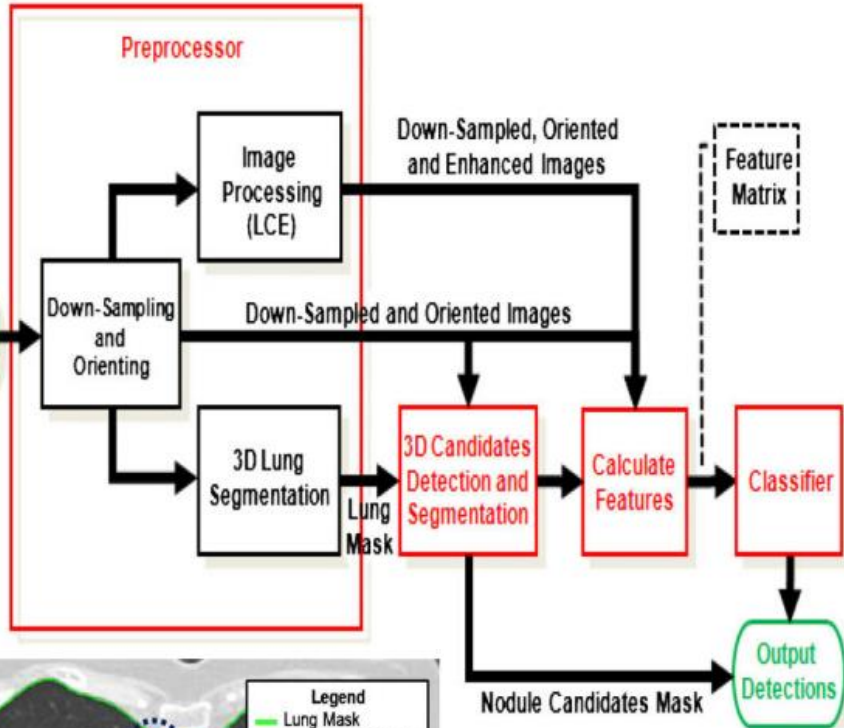 Preprocessor
Image
Processing
(LCE)
Down-Sampled, Oriented
and Enhanced Images
Feature
Matrix
Down-Sampling
and
Orienting
Down-Sampled and Oriented Images
3D Lung
Segmentation
Lung
Mask
3D Candidates
Detection and
Segmentation
Calculate
Features
Classifier
Output
Detections
Nodule Candidates Mask
Legend
Lung Mask